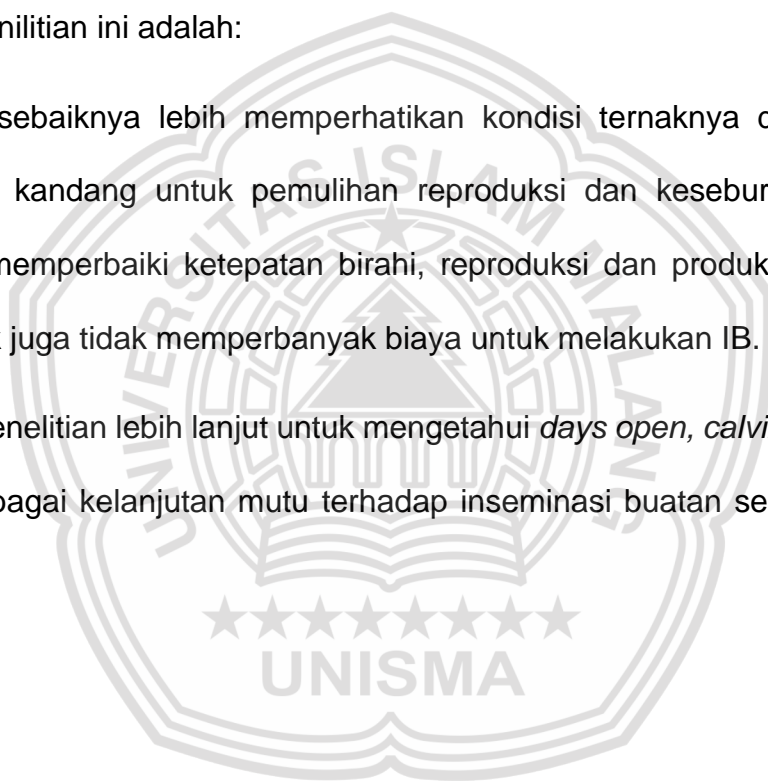 nilitian ini adalah:
sebaiknya lebih memperhatikan kondisi ternaknya
kandang untuk pemulihan reproduksi dan kesebur
memperbaiki ketepatan birahi, reproduksi dan produk
juga tidak memperbanyak biaya untuk melakukan IB.
enelitian lebih lanjut untuk mengetahui days open, calvi
bagai kelanjutan mutu terhadap inseminasi buatan se
UNIVERSITAS ISLAM MALANG
UNISMA